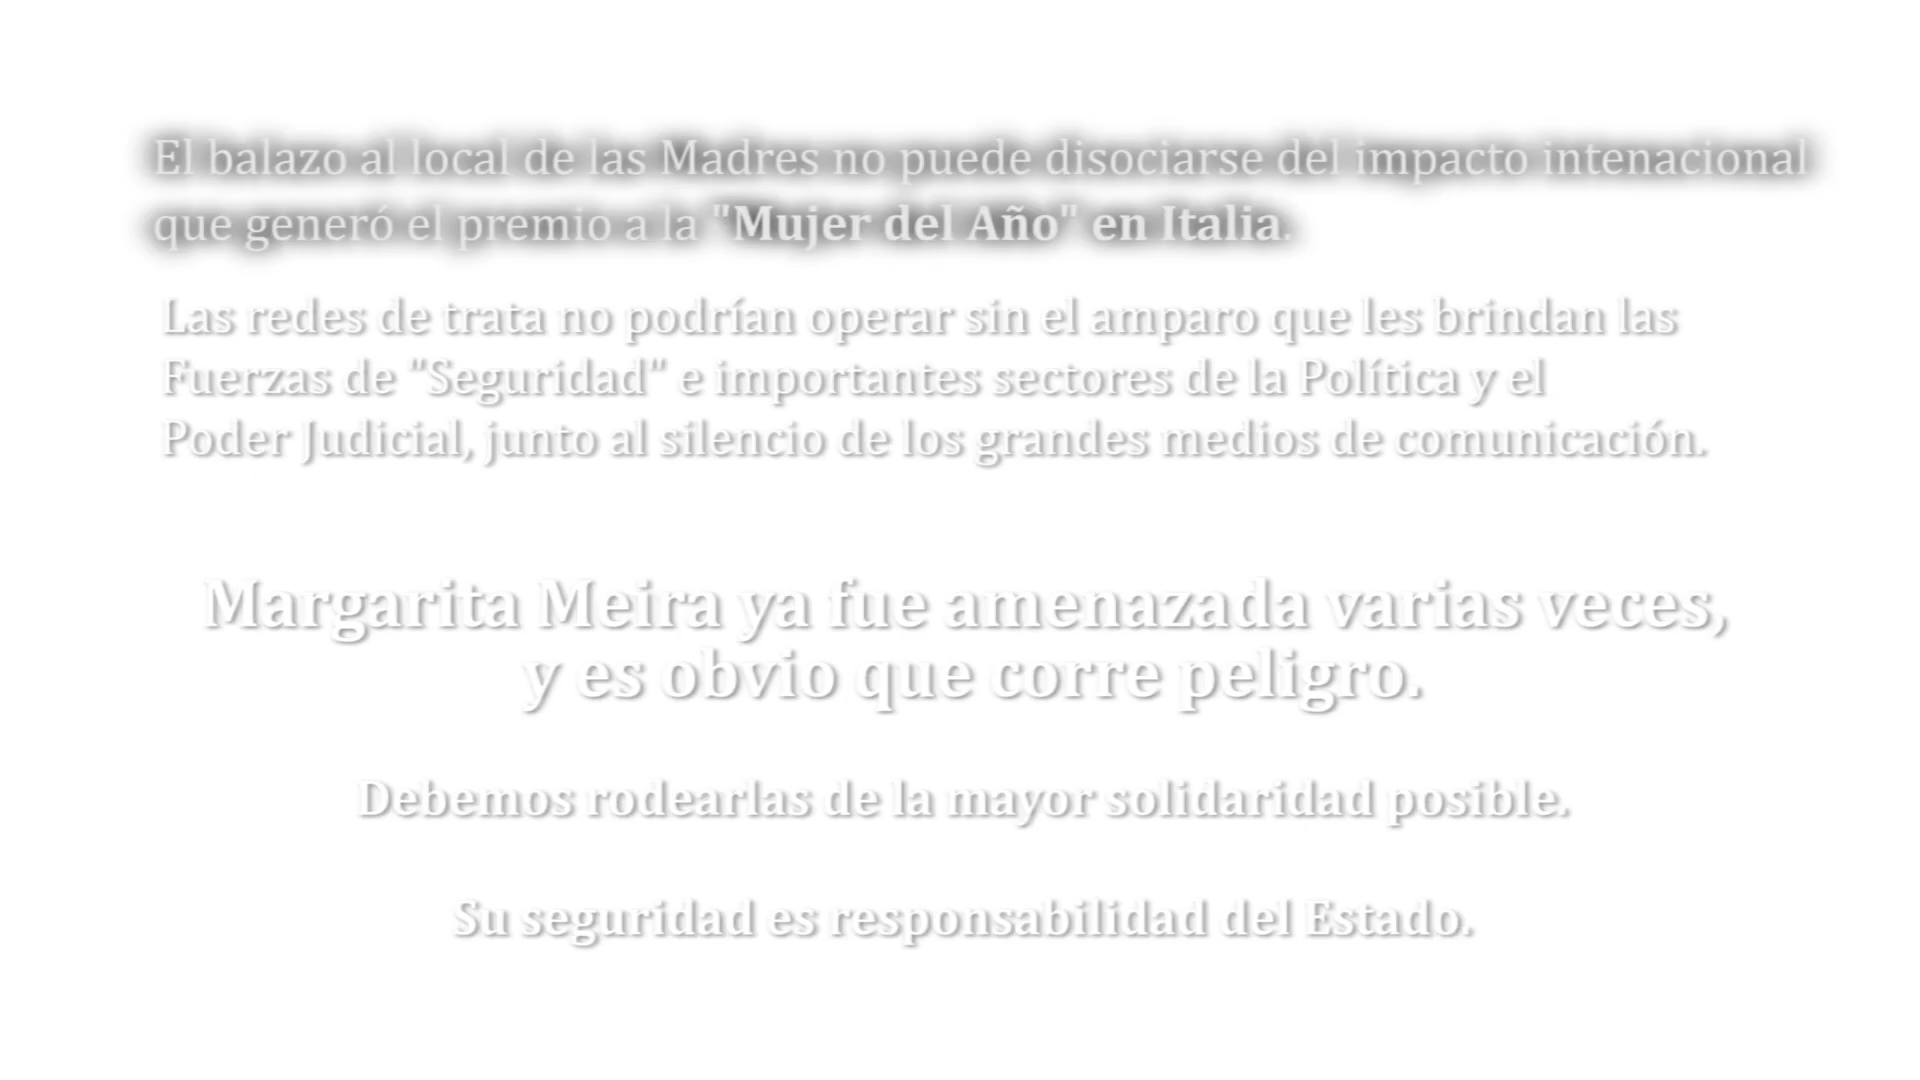 El balazo al local de las Madres no puede disociarse del impacto intenacional
que generó el premio a la "Mujer del Año" en Italia.
Las redes de trata no podrían operar sin el amparo que les brindan las
Fuerzas de "Seguridad" e importantes sectores de la Política y el
Poder Judicial, junto al silencio de los grandes medios de comunicación.
Margarita Meira ya fue amenazada varias veces,
y es obvio que corre peligro.
Debemos rodearlas de la mayor solidaridad posible.
Su seguridad es responsabilidad del Estado.